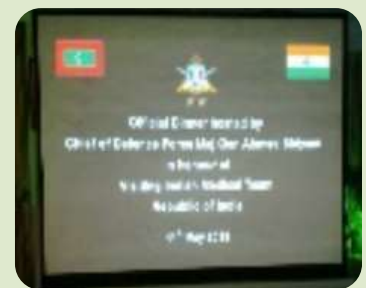 Official Dinner hosted by
Chief of Defence Force Maj Gen Ahmed
in honour of
Visiting Indian Medical Team
Republic of India
May